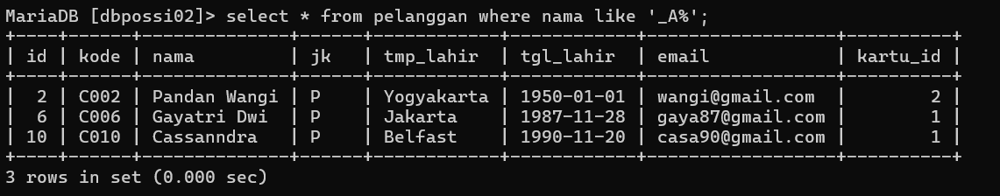 MariaDB [dbpossi02]> select * from pelanggan where nama like '_A%';
+----+------+--------------+------+------------+------------+------------------+----------+
| id | kode | nama         | jk   | tmp_lahir  | tgl_lahir  | email            | kartu_id |
+----+------+--------------+------+------------+------------+------------------+----------+
|  2 | C002 | Pandan Wangi | P    | Yogyakarta | 1950-01-01 | wangi@gmail.com  |        2 |
|  6 | C006 | Gayatri Dwi  | P    | Jakarta    | 1987-11-28 | gaya87@gmail.com |        1 |
| 10 | C010 | Cassanndra   | P    | Belfast    | 1990-11-20 | casa90@gmail.com |        1 |
+----+------+--------------+------+------------+------------+------------------+----------+
3 rows in set (0.000 sec)